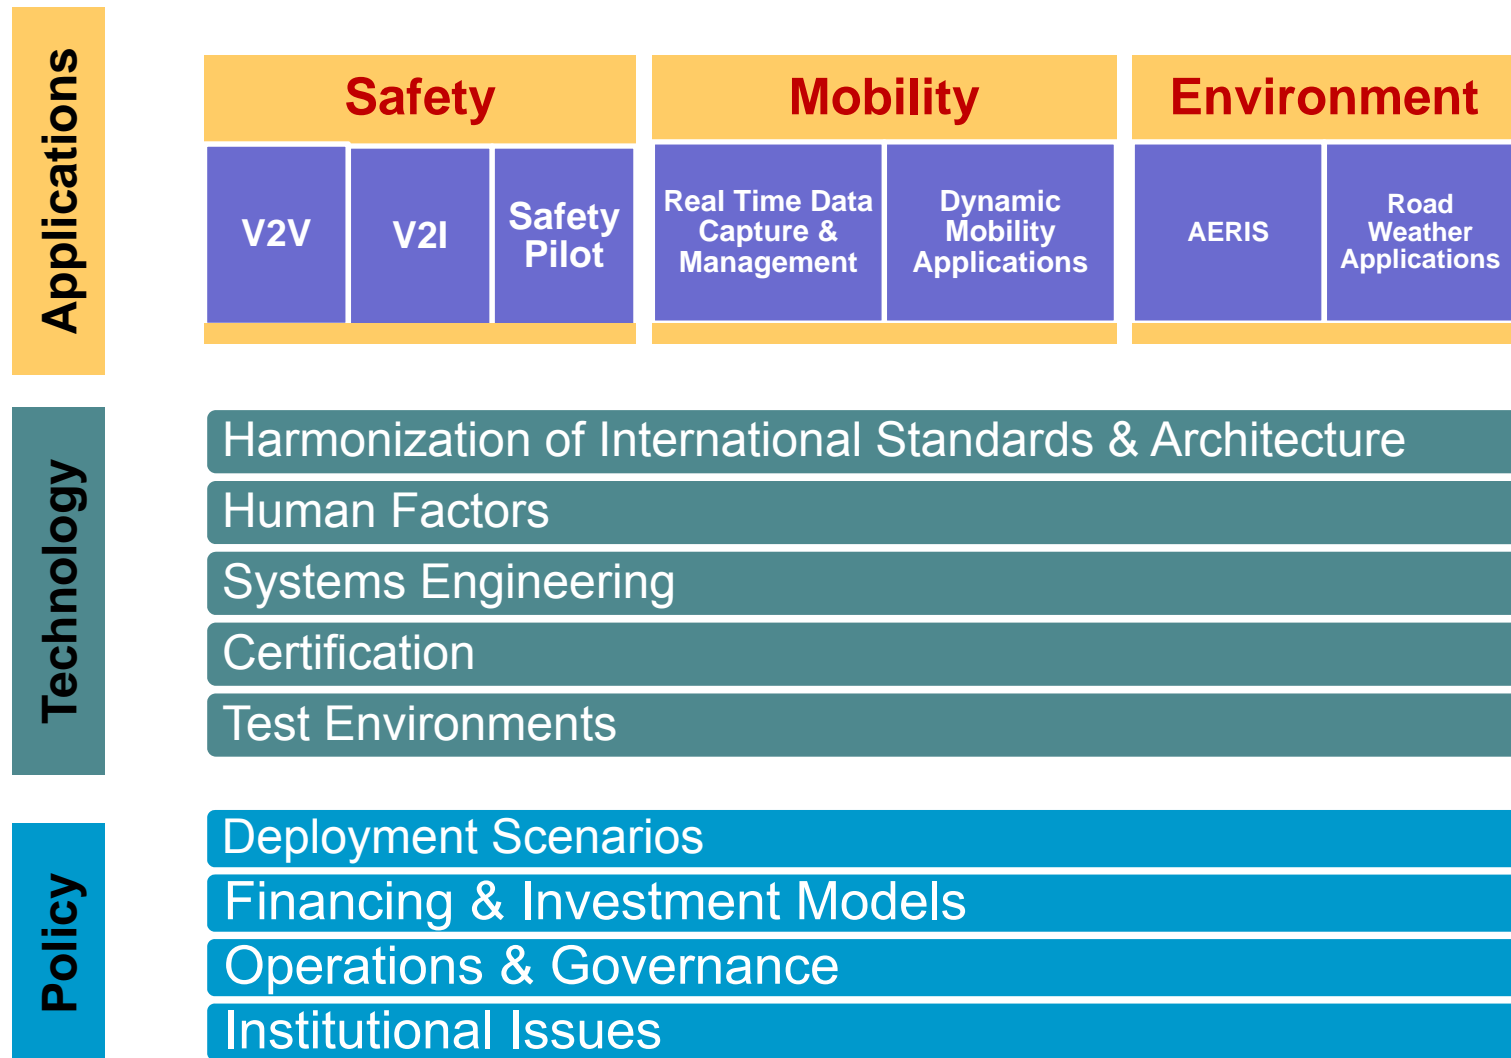 Applications
Safety
Mobility
Environment
V2V
V2I
Safety
Pilot
Real Time Data
Capture &
Management
Dynamic
Mobility
Applications
AERIS
Road
Weather
Applications
Technology
Harmonization of International Standards & Architecture
Human Factors
Systems Engineering
Certification
Test Environments
Policy
Deployment Scenarios
Financing & Investment Models
Operations & Governance
Institutional Issues